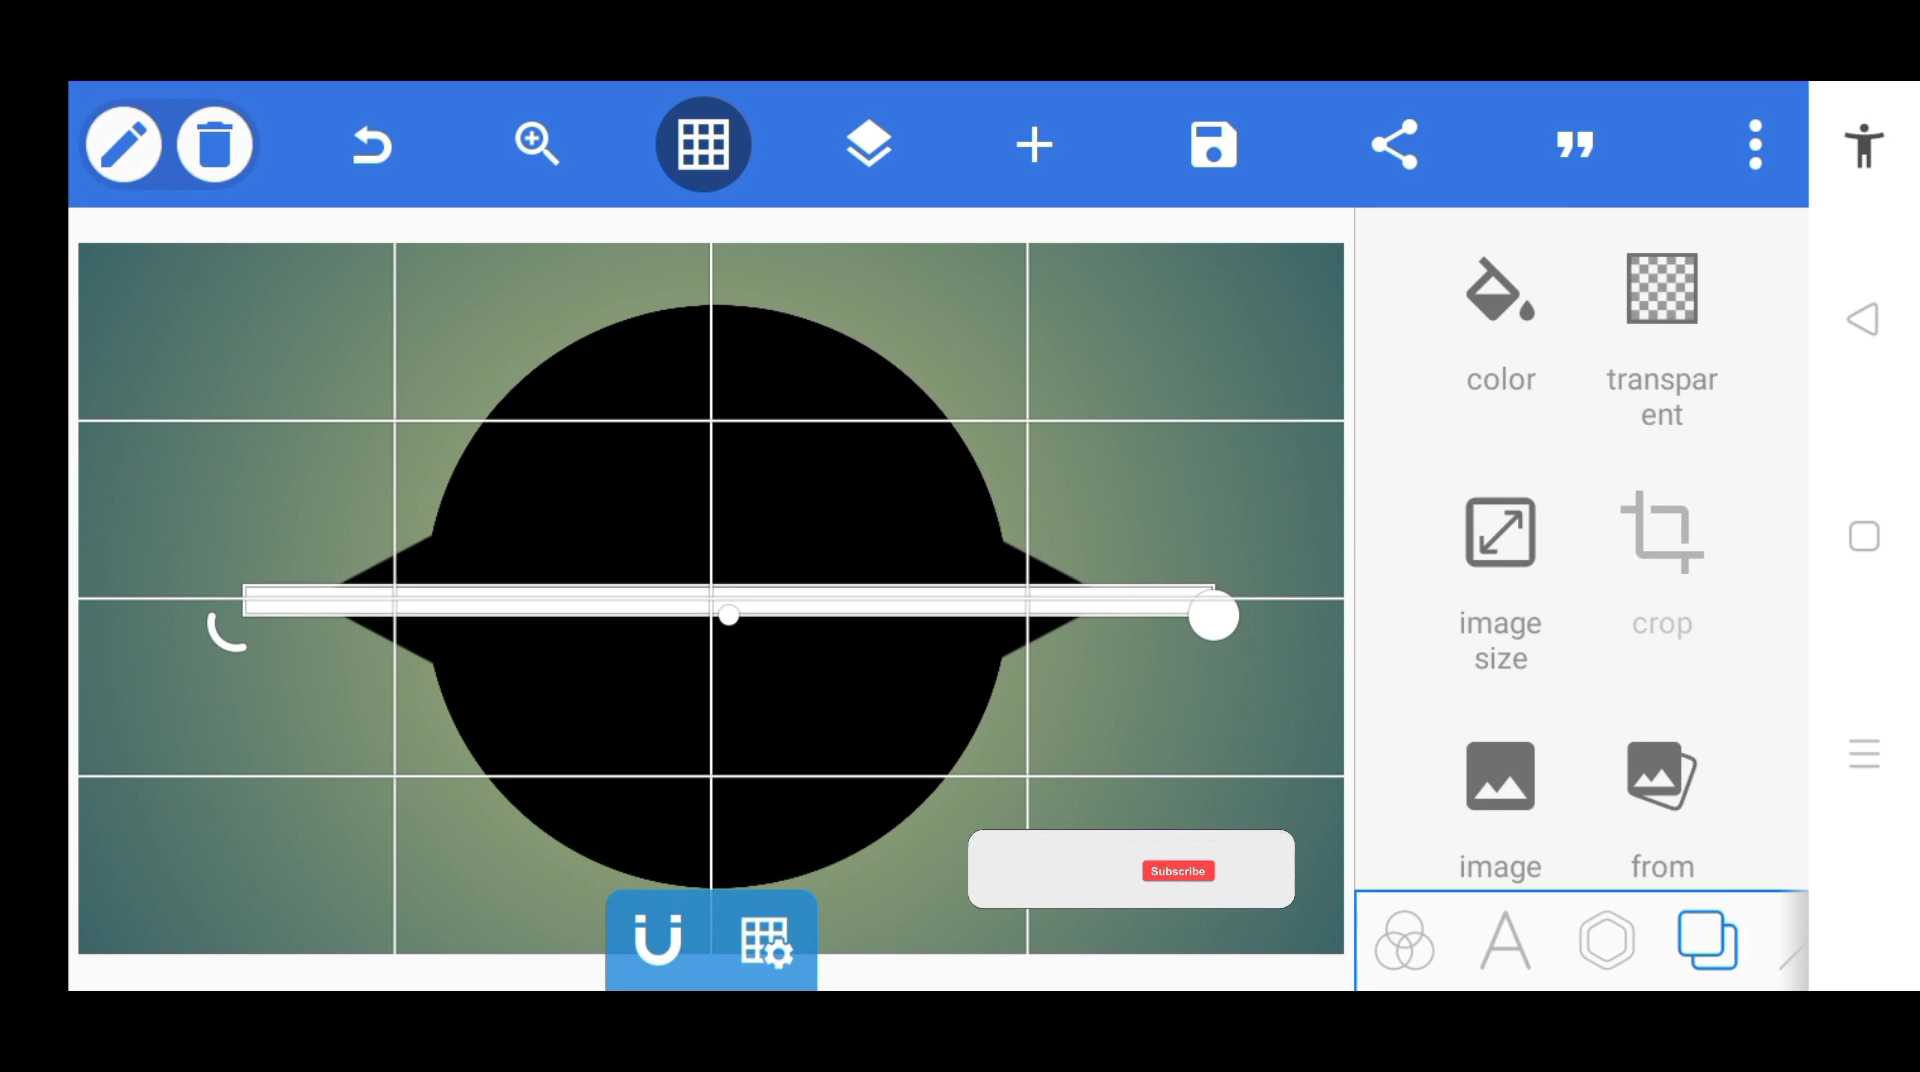 color
transpar
ent
image
size
crop
image
from
Subscribe